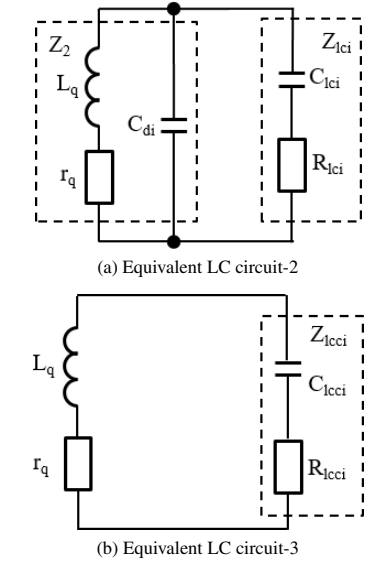 Z2
Zlci
Lq
Clci
Cdi
rq
Rlci
(a) Equivalent LC circuit-2
Zlcci
Lq
Clcci
rq
Rlcci
(b) Equivalent LC circuit-3